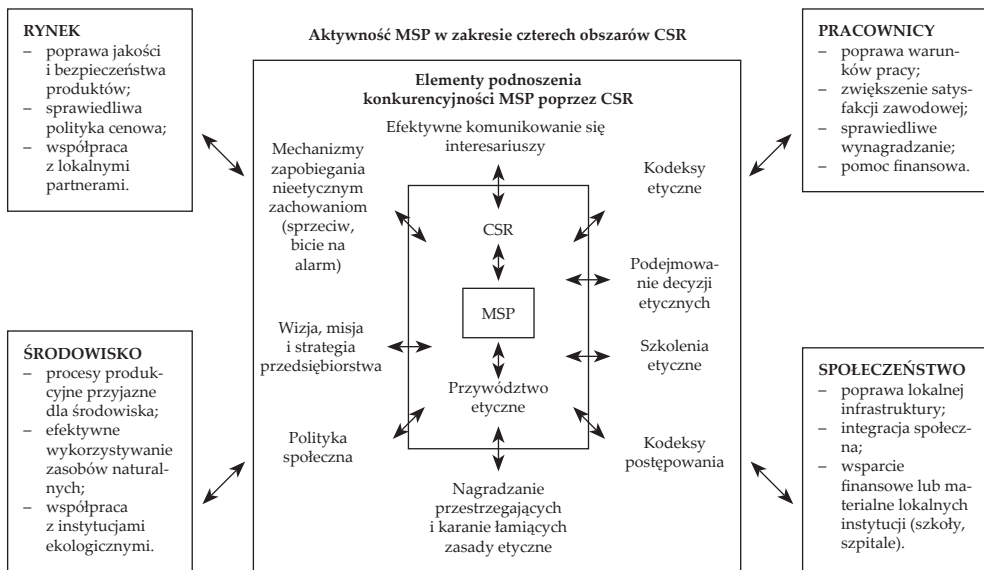 Aktywność MSP w zakresie czterech obszarów CSR
RYNEK
– poprawa jakości
i bezpieczeństwa
produktów;
– sprawiedliwa
polityka cenowa;
– współpraca
z lokalnymi
partnerami.
PRACOWNICY
– poprawa warun-
ków pracy;
– zwiększenie satys-
fakcji zawodowej;
– sprawiedliwe
wynagradzanie;
– pomoc finansowa.
Elementy podnoszenia
konkurencyjności MSP poprzez CSR
Efektywne komunikowanie się
interesariuszy
Mechanizmy
zapobiegania
nieetycznym
zachowaniom
(sprzeciw,
bicie na
alarm)
Kodeksy
etyczne
CSR
Podejmowa-
nie decyzji
etycznych
MSP
Wizja, misja
i strategia
przedsiębiorstwa
Szkolenia
etyczne
Przywództwo
etyczne
Polityka
społeczna
Kodeksy
postępowania
Nagradzanie
przestrzegających
i karanie łamiących
zasady etyczne
ŚRODOWISKO
– procesy produk-
cyjne przyjazne
dla środowiska;
– efektywne
wykorzystywanie
zasobów natural-
nych;
– współpraca
z instytucjami
ekologicznymi.
SPOŁECZEŃSTWO
– poprawa lokalnej
infrastruktury;
– integracja społecz-
na;
– wsparcie
finansowe lub ma-
terialne lokalnych
instytucji (szkoły,
szpitale).